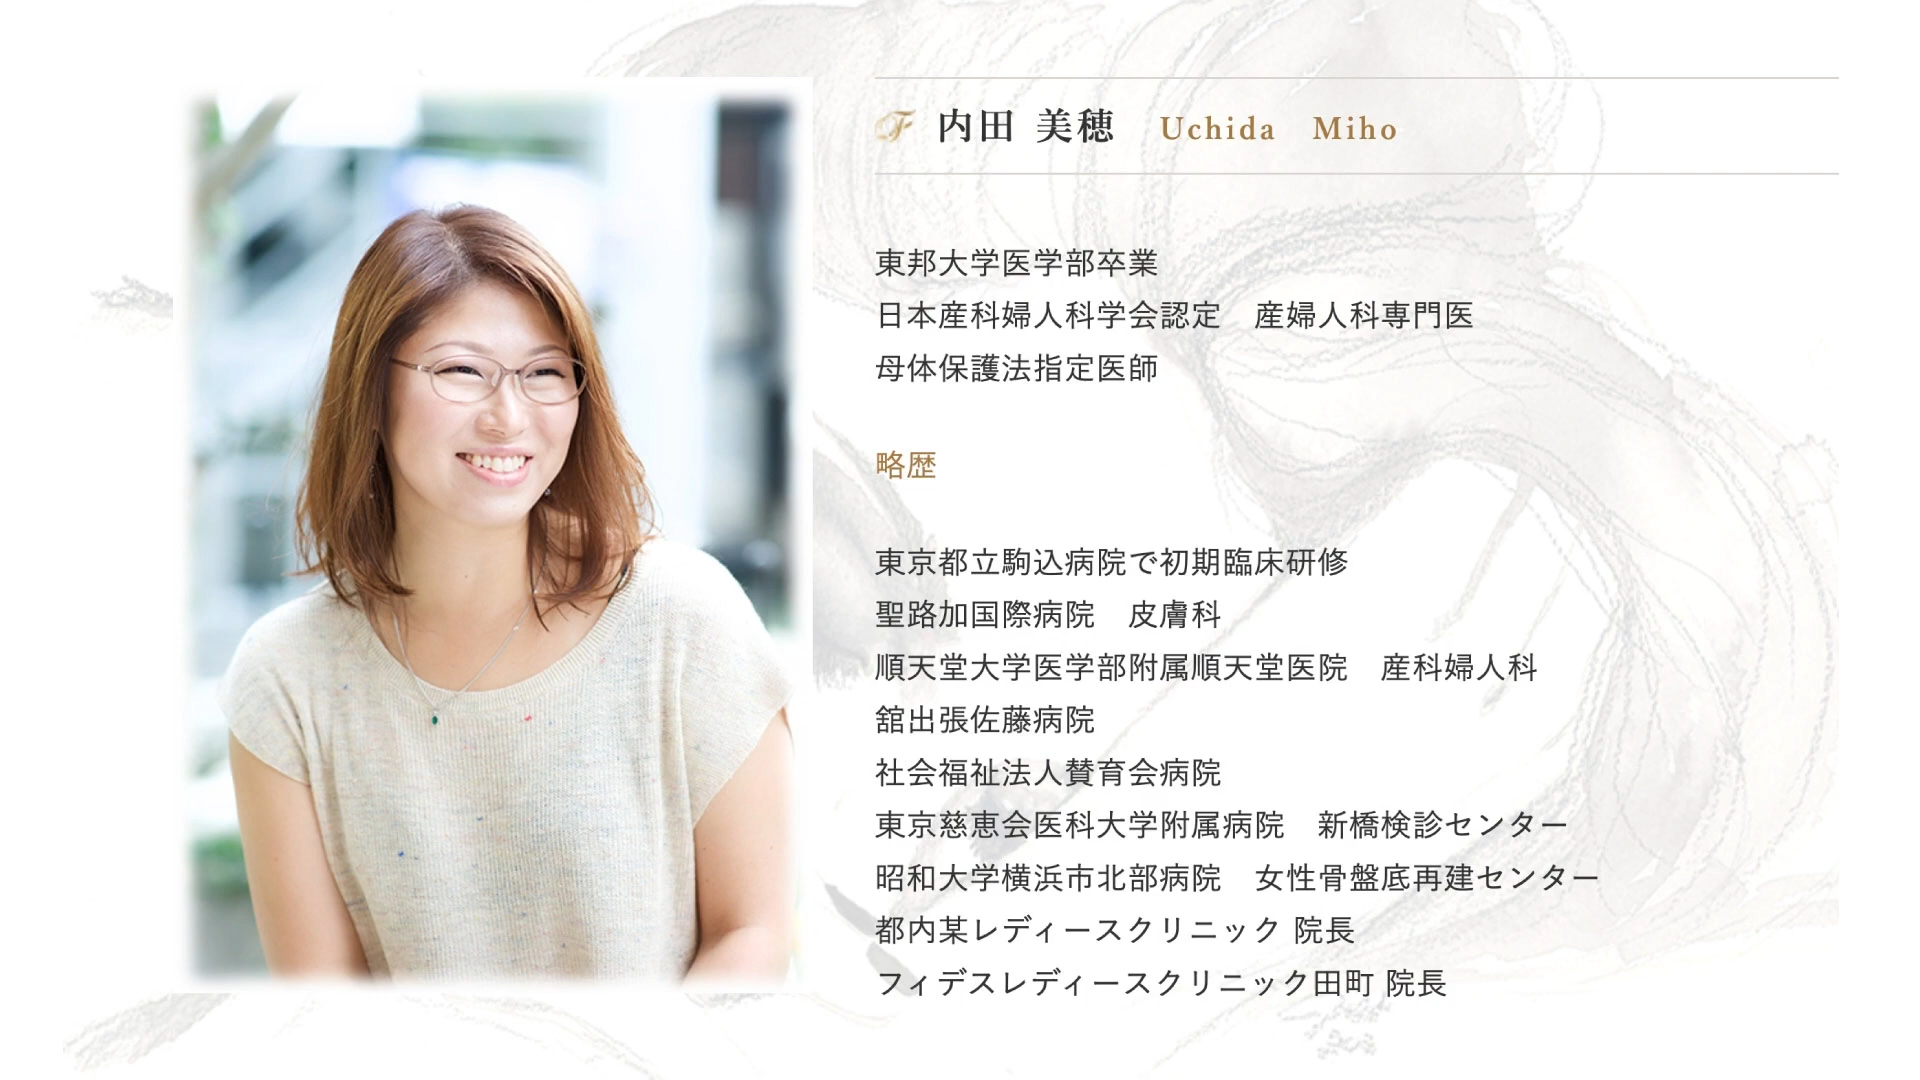 内田 美穂　Uchida　Miho
東邦大学医学部卒業
日本産科婦人科学会認定　産婦人科専門医
母体保護法指定医師
略歴
東京都立駒込病院で初期臨床研修
聖路加国際病院　皮膚科
順天堂大学医学部附属順天堂医院　産科婦人科
舘出張佐藤病院
社会福祉法人賛育会病院
東京慈恵会医科大学附属病院　新橋検診センター
昭和大学横浜市北部病院　女性骨盤底再建センター
都内某レディースクリニック 院長
フィデスレディースクリニック田町 院長